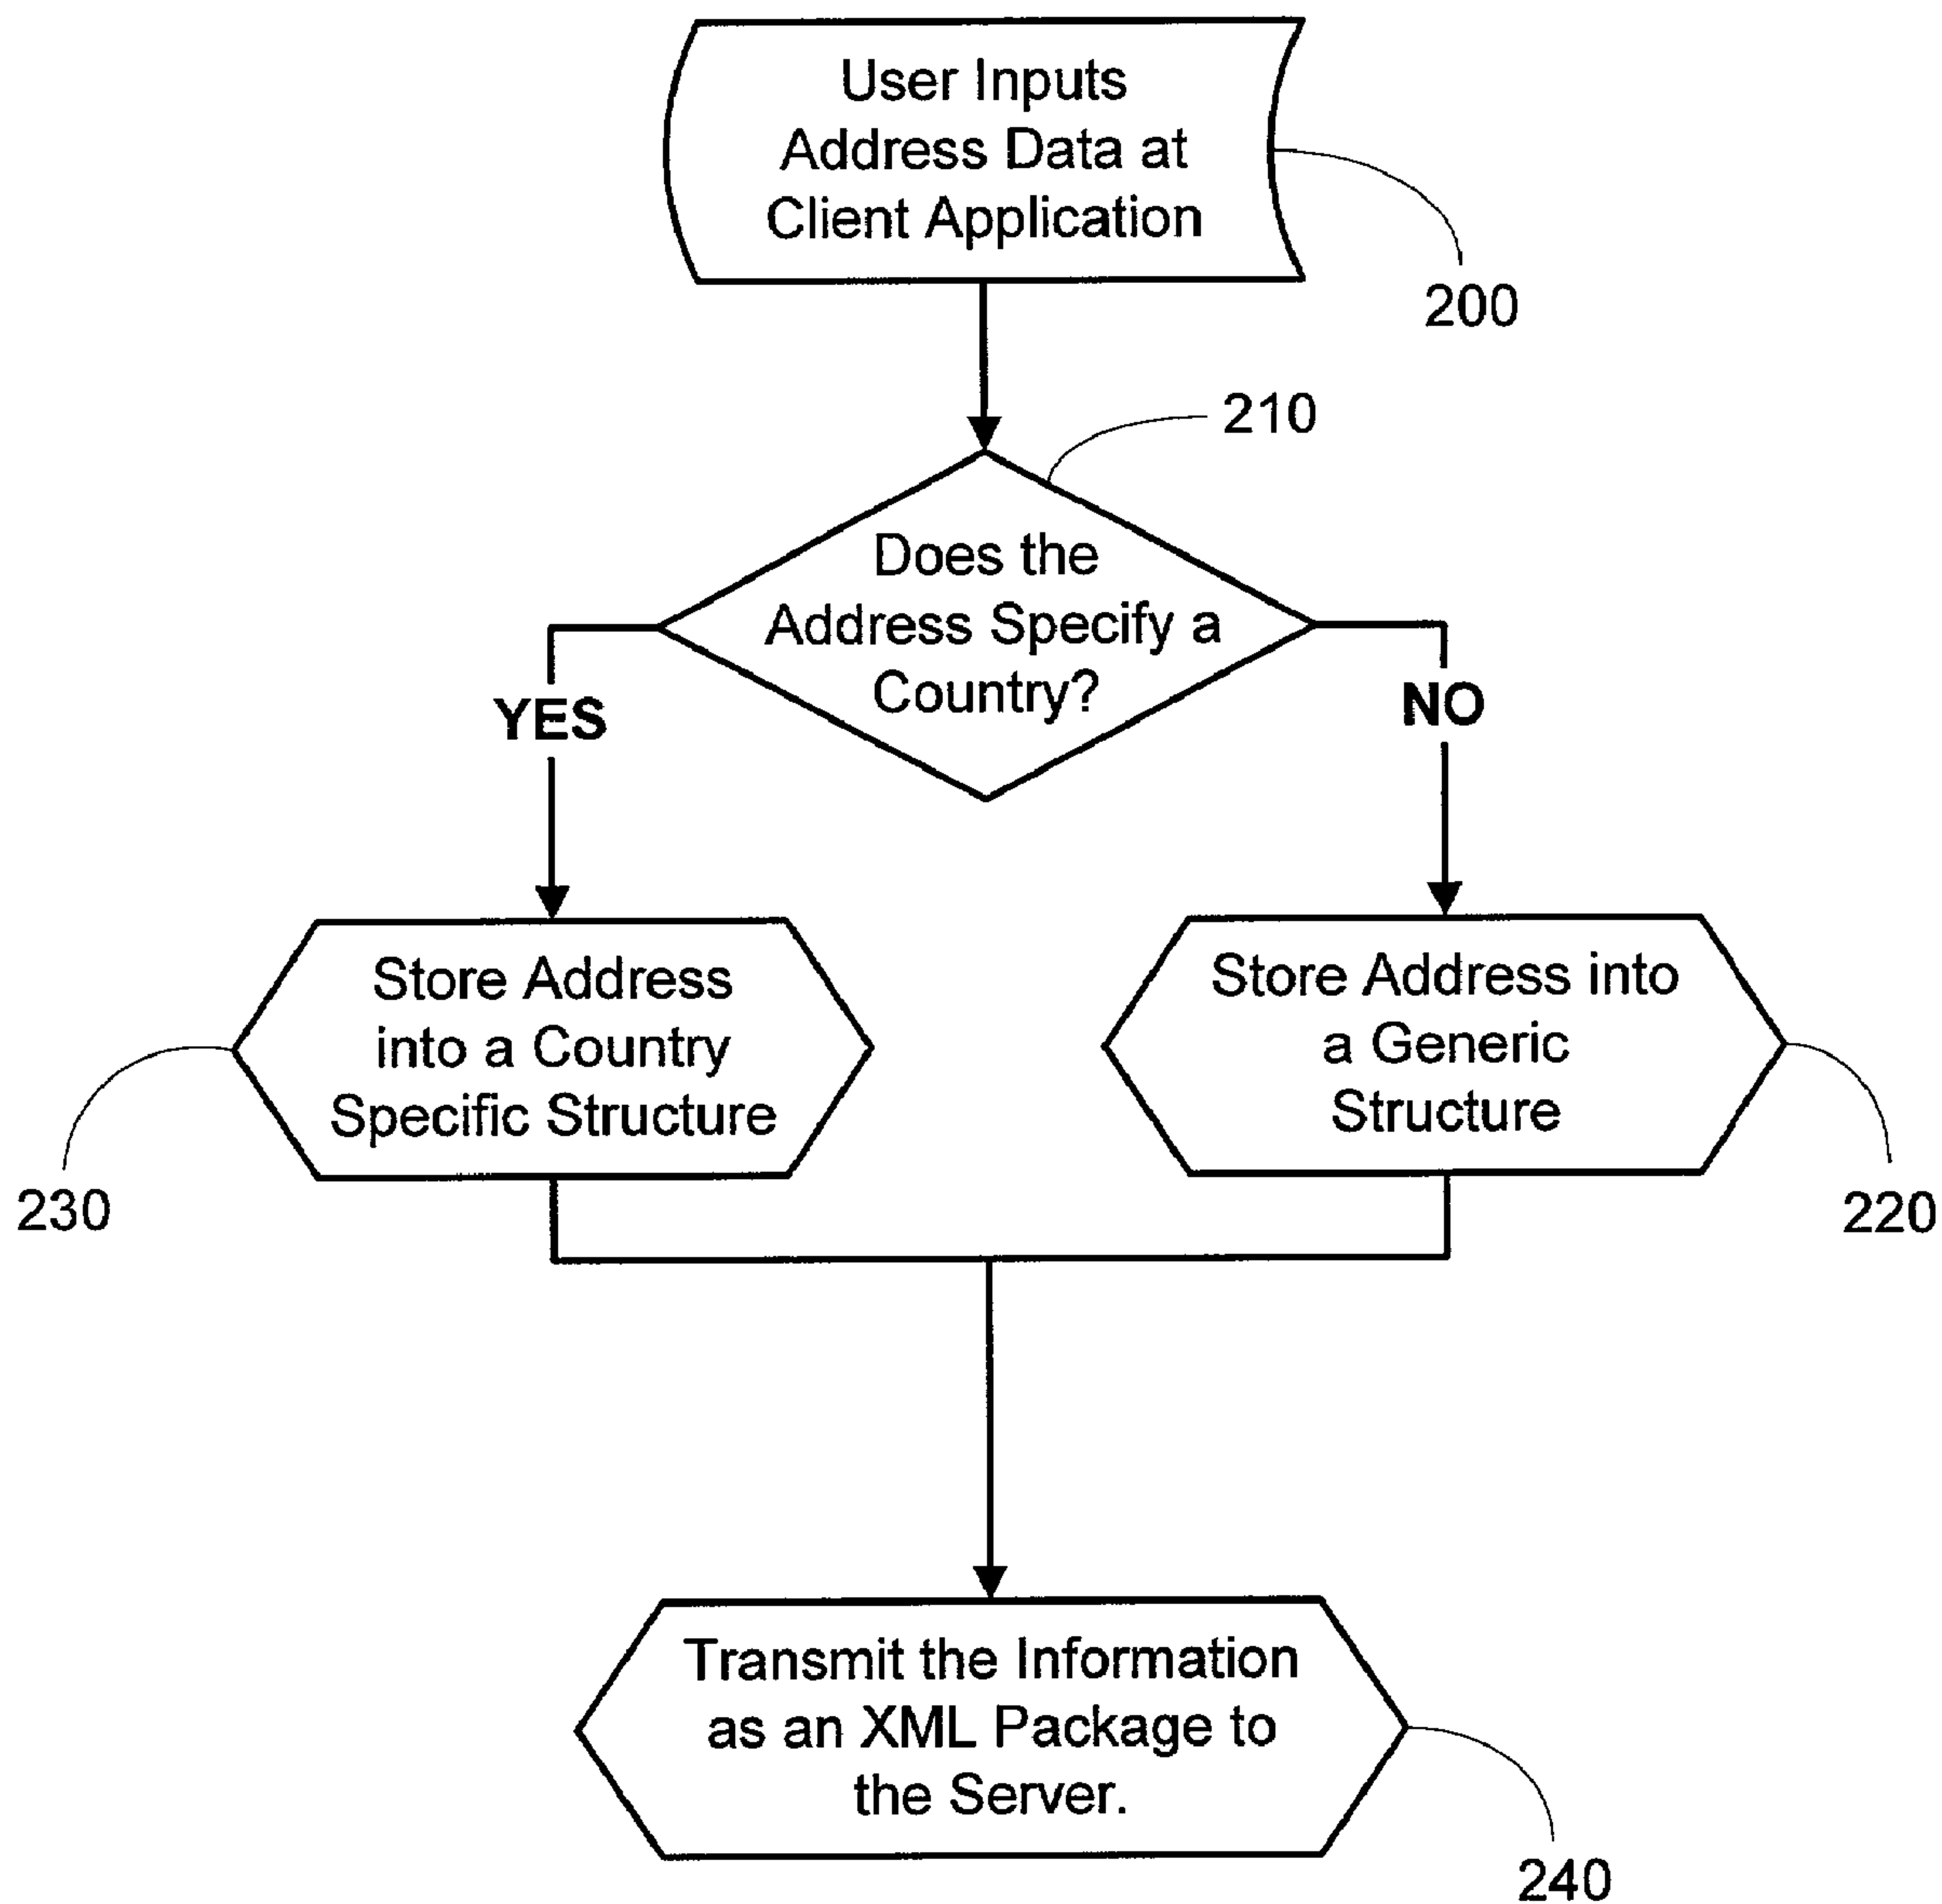 User Inputs
Address Data at
Client Application
200
210
Does the
Address Specify a
Country?
YES
NO
Store Address
into a Country
Specific Structure
Store Address into
a Generic
Structure
230
220
Transmit the Information
as an XML Package to
the Server.
240